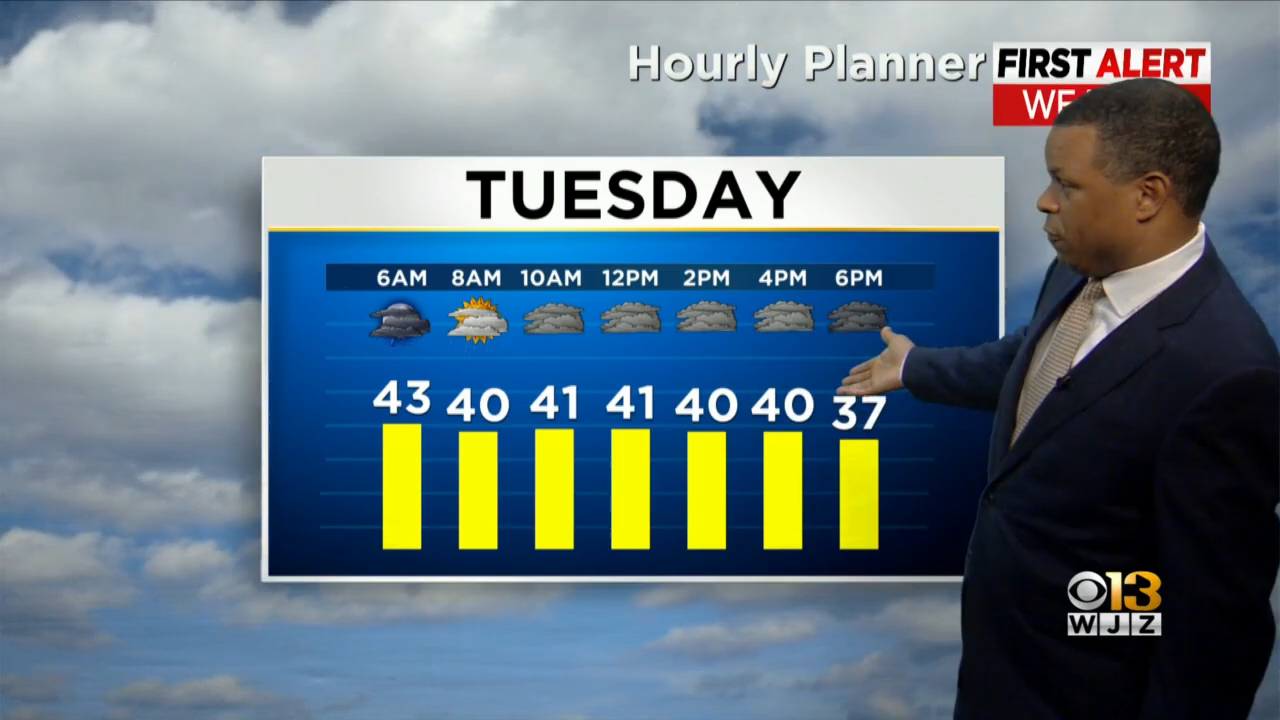 Hourly Planner
FIRST ALERT
TUESDAY
6AM 8AM 10AM 12PM 2PM 4PM 6PM
43 40 41 41 40 40 37
13
WJZ